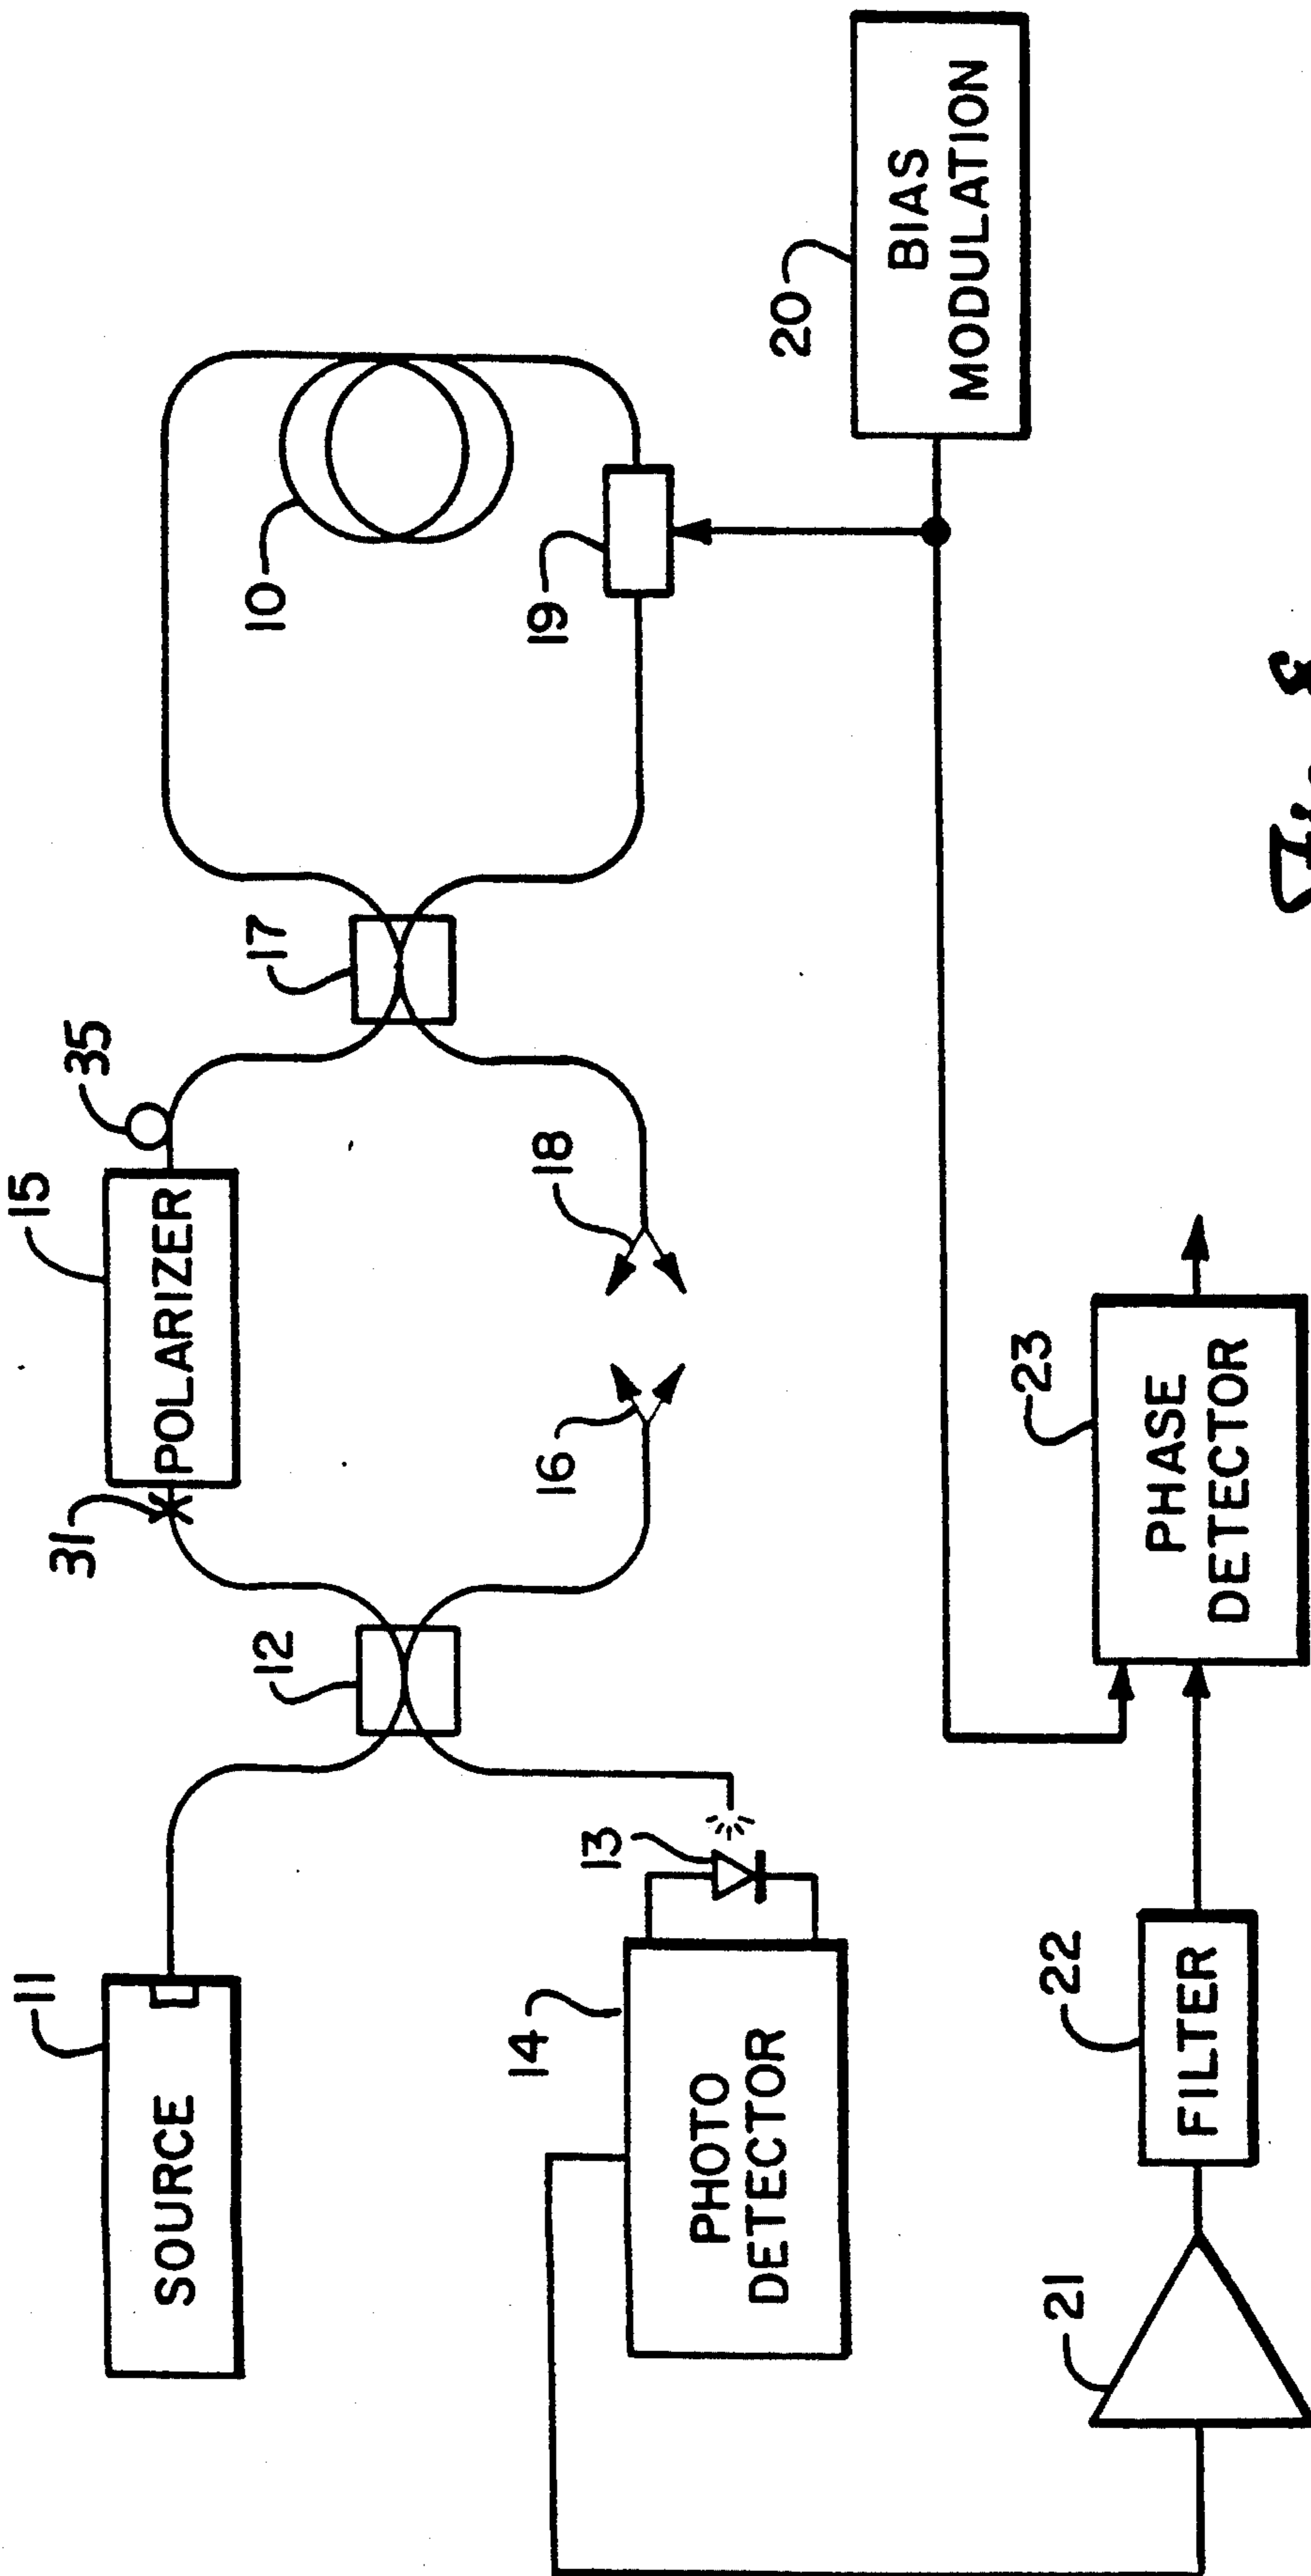 11
SOURCE
12
31
15
POLARIZER
35
17
10
19
13
14
PHOTO
DETECTOR
16
18
20
BIAS
MODULATION
21
22
FILTER
23
PHASE
DETECTOR